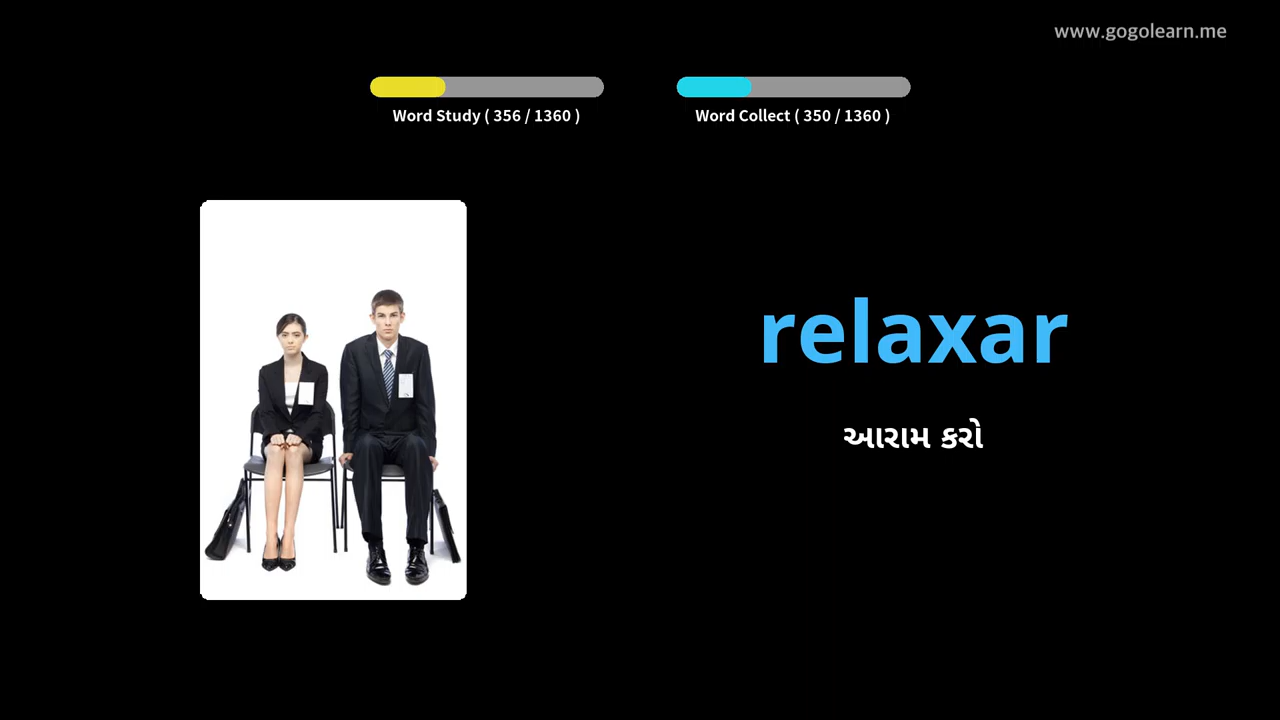 www.gogolearn.me
Word Study ( 356 / 1360 )
Word Collect ( 350 / 1360 )
relaxar
આરામ કરો